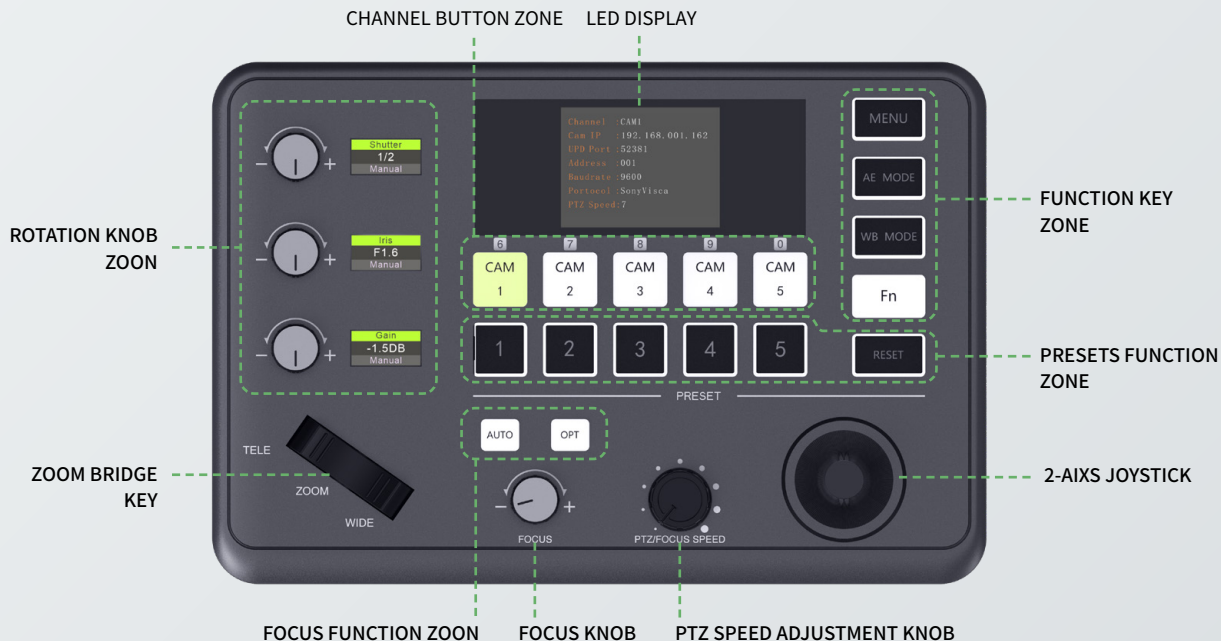 CHANNEL BUTTON ZONE
LED DISPLAY
Channel :CAM1
Cam IP :192.168.001.162
UPD Port :52381
Address :001
Baudrate :9600
Portocol :SonyVisca
PTZ Speed:7
ROTATION KNOB
ZOON
- +
Shutter
1/2
Manual
- +
Iris
F1.6
Manual
- +
Gain
-1.5DB
Manual
6 7 8 9 0
CAM 1
CAM 2
CAM 3
CAM 4
CAM 5
1 2 3 4 5
PRESET
MENU
AE MODE
WB MODE
Fn
RESET
FUNCTION KEY
ZONE
PRESETS FUNCTION
ZONE
ZOOM BRIDGE
KEY
TELE
ZOOM
WIDE
AUTO
OPT
- +
FOCUS
PTZ/FOCUS SPEED
2-AIXS JOYSTICK
FOCUS FUNCTION ZOON
FOCUS KNOB
PTZ SPEED ADJUSTMENT KNOB